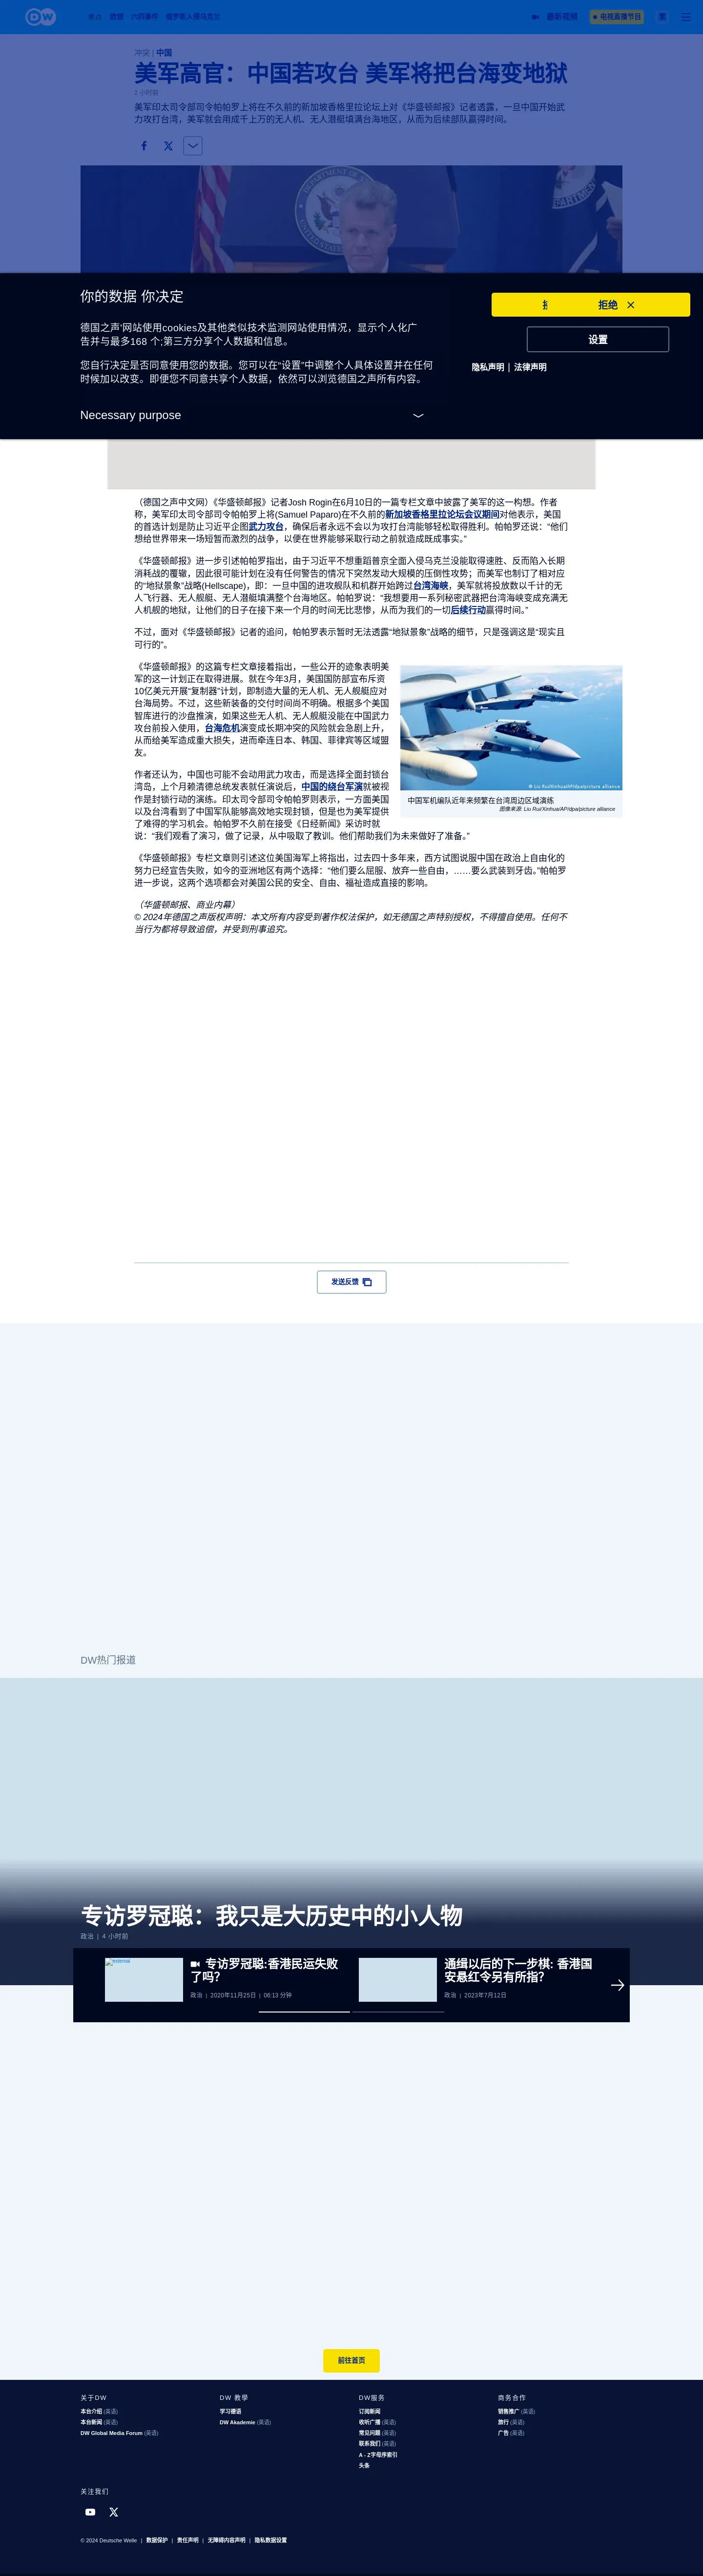 DW
焦点
数据
六四事件
俄罗斯入侵乌克兰
最新视频
电视直播节目
繁
冲突 | 中国
美军高官：中国若攻台 美军将把台海变地狱
2 小时前
美军印太司令部司令帕帕罗上将在不久前的新加坡香格里拉论坛上对《华盛顿邮报》记者透露，一旦中国开始武
力攻打台湾，美军就会用成千上万的无人机、无人潜艇填满台海地区，从而为后续部队赢得时间。
DEPARTMENT OF
UNITED STATES
你的数据 你决定
德国之声'网站使用cookies及其他类似技术监测网站使用情况，显示个人化广
告并与最多168 个;第三方分享个人数据和信息。
您自行决定是否同意使用您的数据。您可以在"设置"中调整个人具体设置并在任何
时候加以改变。即便您不同意共享个人数据，依然可以浏览德国之声所有内容。
Necessary purpose
拒绝
设置
隐私声明 | 法律声明
（德国之声中文网）《华盛顿邮报》记者Josh Rogin在6月10日的一篇专栏文章中披露了美军的这一构想。作者
称，美军印太司令部司令帕帕罗上将(Samuel Paparo)在不久前的新加坡香格里拉论坛会议期间对他表示，美国
的首选计划是防止习近平企图武力攻台，确保后者永远不会以为攻打台湾能够轻松取得胜利。帕帕罗还说：“他们
想给世界带来一场短暂而激烈的战争，以便在世界能够采取行动之前就造成既成事实。”
《华盛顿邮报》进一步引述帕帕罗指出，由于习近平不想重蹈普京全面入侵乌克兰没能取得速胜、反而陷入长期
消耗战的覆辙，因此很可能计划在没有任何警告的情况下突然发动大规模的压倒性攻势；而美军也制订了相对应
的“地狱景象”战略(Hellscape)，即：一旦中国的进攻舰队和机群开始跨过台湾海峡，美军就将投放数以千计的无
人飞行器、无人舰艇、无人潜艇填满整个台海地区。帕帕罗说：“我想要用一系列秘密武器把台湾海峡变成充满无
人机舰的地狱，让他们的日子在接下来一个月的时间无比悲惨，从而为我们的一切后续行动赢得时间。”
不过，面对《华盛顿邮报》记者的追问，帕帕罗表示暂时无法透露“地狱景象”战略的细节，只是强调这是“现实且
可行的”。
《华盛顿邮报》的这篇专栏文章接着指出，一些公开的迹象表明美
军的这一计划正在取得进展。就在今年3月，美国国防部宣布斥资
10亿美元开展“复制器”计划，即制造大量的无人机、无人舰艇应对
台海局势。不过，这些新装备的交付时间尚不明确。根据多个美国
智库进行的沙盘推演，如果这些无人机、无人舰艇没能在中国武力
攻台前投入使用，台海危机演变成长期冲突的风险就会急剧上升，
从而给美军造成重大损失，进而牵连日本、韩国、菲律宾等区域盟
友。
© Liu Rui/Xinhua/AP/dpa/picture alliance
中国军机编队近年来频繁在台湾周边区域演练
图像来源: Liu Rui/Xinhua/AP/dpa/picture alliance
作者还认为，中国也可能不会动用武力攻击，而是选择全面封锁台
湾岛，上个月赖清德总统发表就任演说后，中国的绕台军演就被视
作是封锁行动的演练。印太司令部司令帕帕罗则表示，一方面美国
以及台湾看到了中国军队能够高效地实现封锁，但是也为美军提供
了难得的学习机会。帕帕罗不久前在接受《日经新闻》采访时就
说：“我们观看了演习，做了记录，从中吸取了教训。他们帮助我们为未来做好了准备。”
《华盛顿邮报》专栏文章则引述这位美国海军上将指出，过去四十多年来，西方试图说服中国在政治上自由化的
努力已经宣告失败，如今的亚洲地区有两个选择：“他们要么屈服、放弃一些自由，……要么武装到牙齿。”帕帕罗
进一步说，这两个选项都会对美国公民的安全、自由、福祉造成直接的影响。
（华盛顿邮报、商业内幕）
© 2024年德国之声版权声明：本文所有内容受到著作权法保护，如无德国之声特别授权，不得擅自使用。任何不
当行为都将导致追偿，并受到刑事追究。
发送反馈
DW热门报道
专访罗冠聪：我只是大历史中的小人物
政治 | 4 小时前
external
专访罗冠聪:香港民运失败
了吗?
政治 | 2020年11月25日 | 06:13 分钟
通缉以后的下一步棋: 香港国
安悬红令另有所指?
政治 | 2023年7月12日
前往首页
关于DW
本台介绍 (英语)
本台新闻 (英语)
DW Global Media Forum (英语)
DW 教學
学习德语
DW Akademie (英语)
DW服务
订阅新闻
收听广播 (英语)
常见问题 (英语)
联系我们 (英语)
A - Z字母序索引
头条
商务合作
销售推广 (英语)
旅行 (英语)
广告 (英语)
关注我们
© 2024 Deutsche Welle | 数据保护 | 责任声明 | 无障碍内容声明 | 隐私数据设置